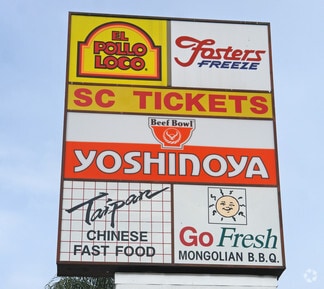 EL
POLLO
LOCO
Fosters
FREEZE
SC TICKETS
Beef Bowl
YOSHINOYA
Taipan
CHINESE
FAST FOOD
Go Fresh
MONGOLIAN B.B.Q.